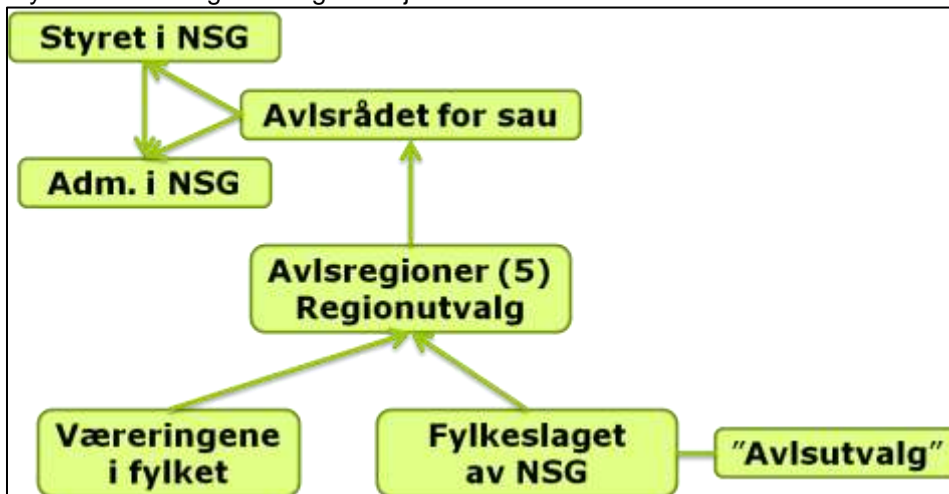 Styret i NSG
Avlsrådet for sau
Adm. i NSG
Avlsregioner (5)
Regionutvalg
Væreringene
i fylket
Fylkeslaget
av NSG
”Avlsutvalg”